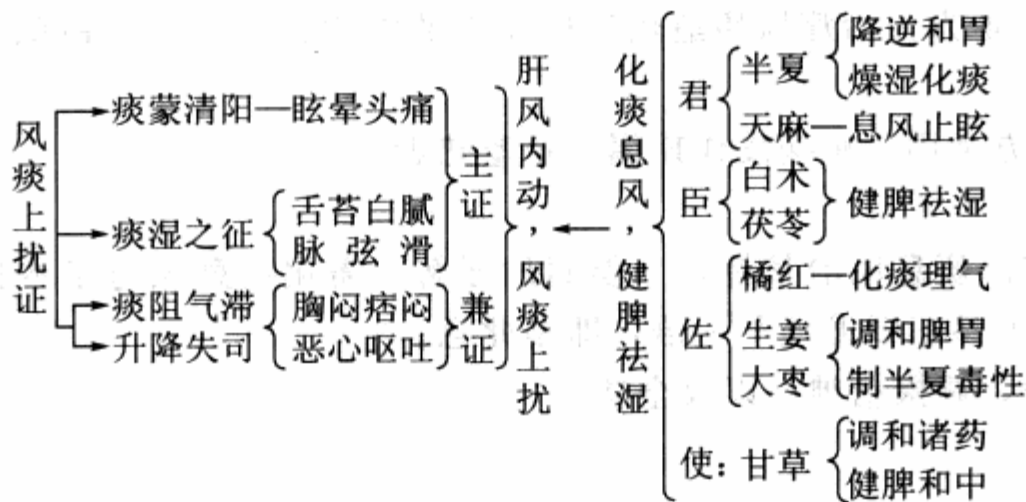 风痰上扰证
痰蒙清阳—眩晕头痛
痰湿之征
舌苔白腻
脉弦滑
主证
痰阻气滞
升降失司
胸闷痞闷
恶心呕吐
兼证
肝风内动，风痰上扰
化痰息风，健脾祛湿
君
半夏
降逆和胃
燥湿化痰
天麻—息风止眩
臣
白术
茯苓
健脾祛湿
佐
橘红—化痰理气
生姜
大枣
调和脾胃
制半夏毒性
使：甘草
调和诸药
健脾和中